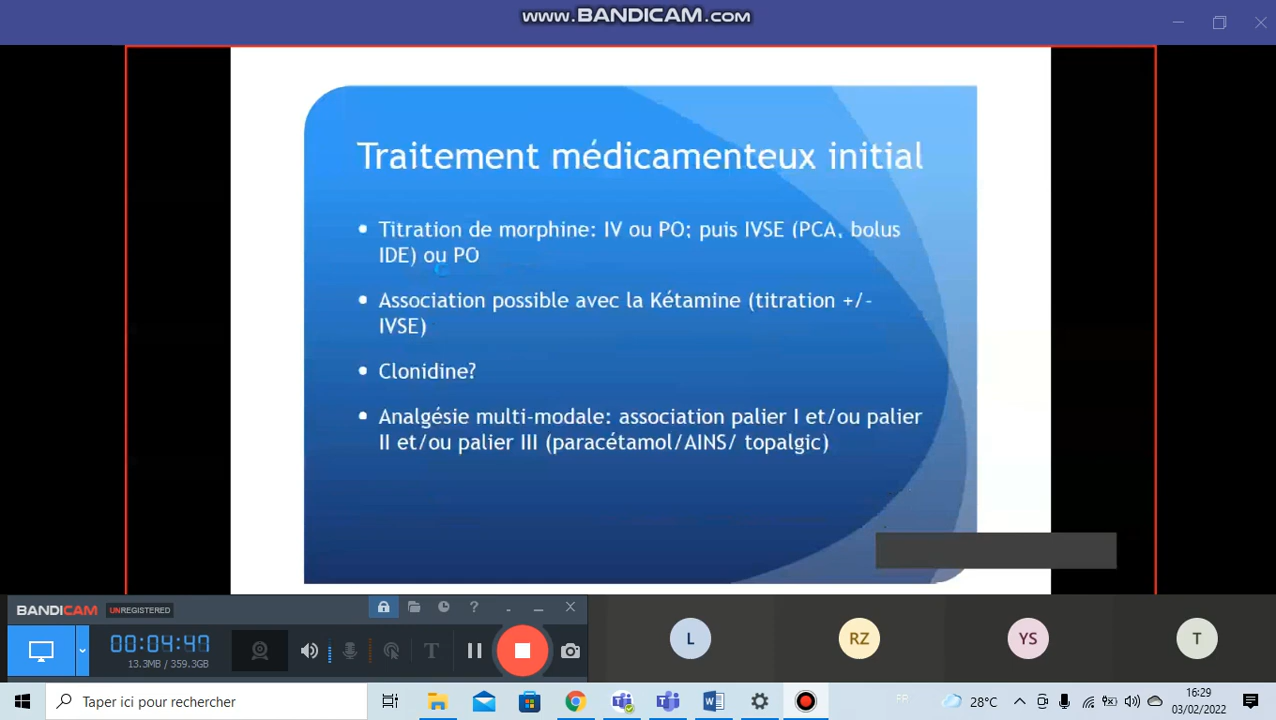 www.BANDICAM.com
Traitement médicamenteux initial
• Titration de morphine: IV ou PO; puis IVSE (PCA, bolus
IDE) ou PO
• Association possible avec la Kétamine (titration +/-
IVSE)
• Clonidine?
• Analgésie multi-modale: association palier I et/ou palier
II et/ou palier III (paracétamol/AINS/ topalgic)
BANDICAM UNREGISTERED
00:04:47
13.3MB / 359.3GB
L
RZ
YS
T
Taper ici pour rechercher
FR
28°C
16:29
03/02/2022